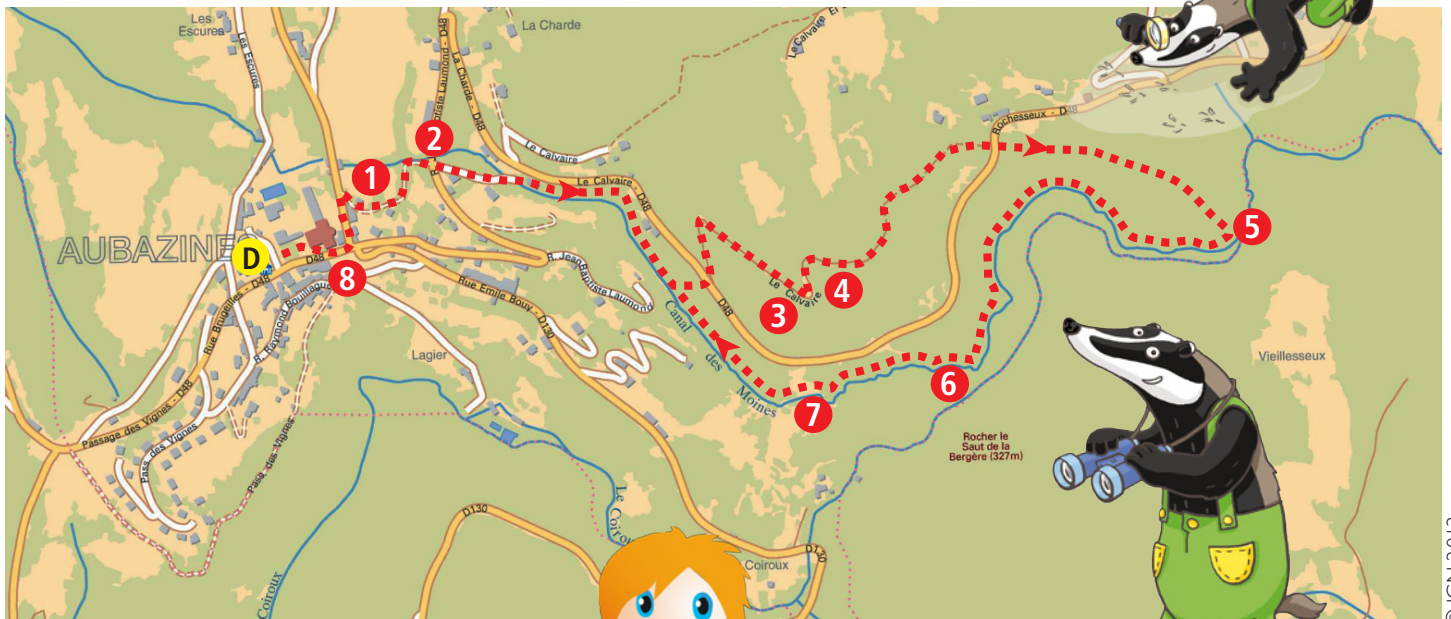 Les
Escures
Les Escures
La Charde
La Charde - D48
Le Calvaire
Rochesseux - D48
2
1
Le Calvaire
Le Calvaire - D48
AUBAZINE
D
D48
8
3
4
Le Calvaire
5
R. Jean Baptiste Laumond
Rue Emile Bouy - D130
Rue Brugeilles - D48
R. Raymond Bouillaguet
Canal
des
Moines
D48
Lagier
6
7
Vieillesseux
Passage des Vignes - D48
Pass. des Vignes
Pass. des Vignes
Rocher le
Saut de la
Bergère (327m)
Le Coiroux
D130
D130
Coiroux
Coiroux
© IGN 2013